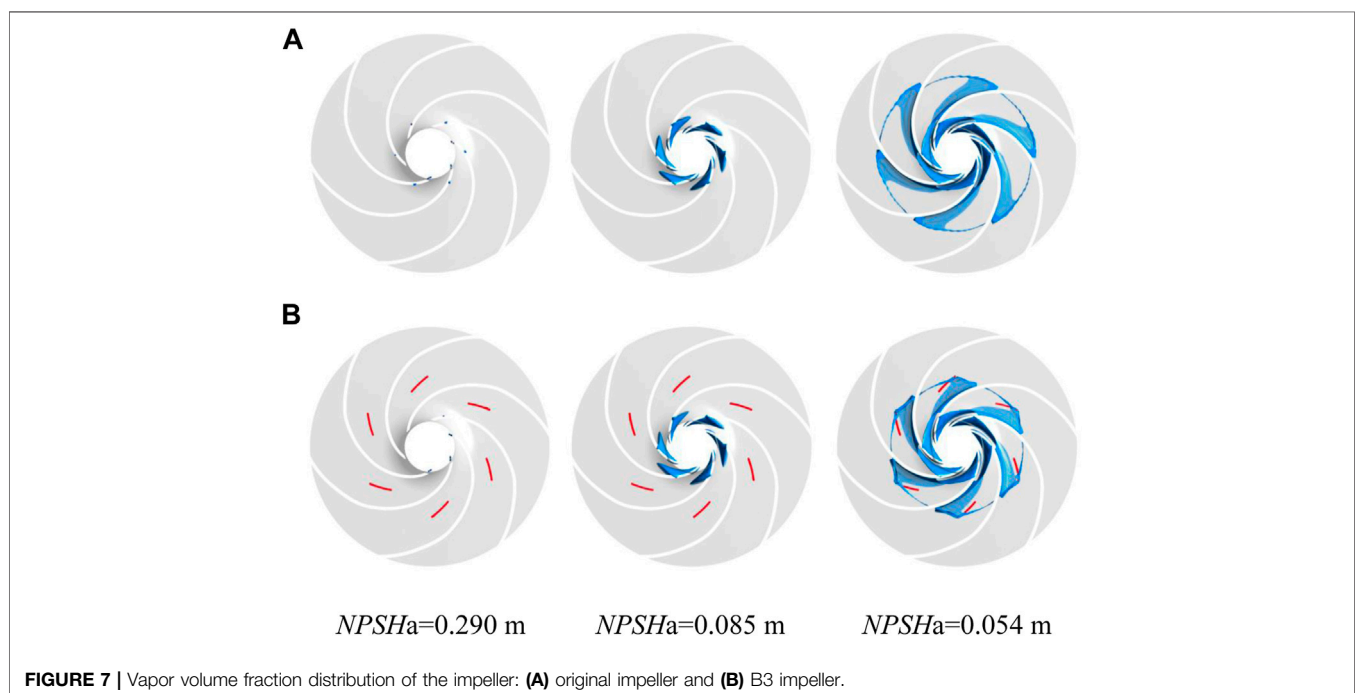 A
B
NPSHa=0.290 m NPSHa=0.085 m NPSHa=0.054 m
FIGURE 7 | Vapor volume fraction distribution of the impeller: (A) original impeller and (B) B3 impeller.